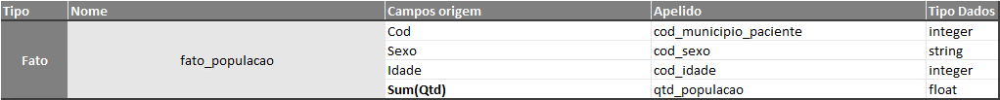 Tipo Nome Campos origem Apelido Tipo Dados
Fato fato_populacao Cod cod_municipio_paciente integer
Sexo cod_sexo string
Idade cod_idade integer
Sum(Qtd) qtd_populacao float